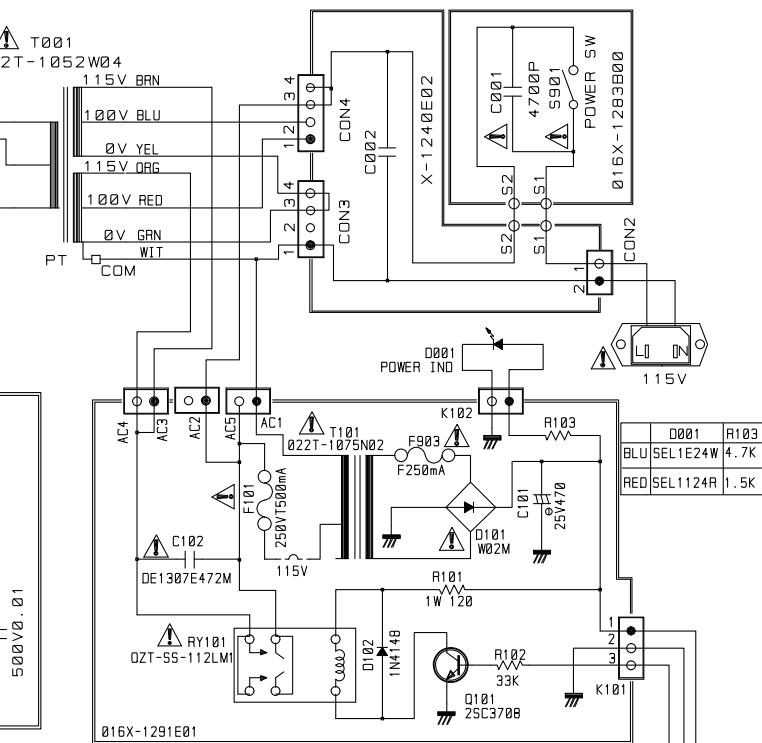 T001
2T-1052W04
115V BRN
100V BLU
0V YEL
115V ORG
100V RED
0V GRN
WIT
PT
COM
4
3
2
1
CON4
4
3
2
1
CON3
C002
X-1240E02
C001
4700P
S901
POWER SW
016X-1283B00
S2
S1
S2
S1
CON2
1
2
L
N
115V
D001
POWER IND
K102
AC4
AC3
AC2
AC5
AC1
T101
022T-1075N02
F903
F250mA
R103
D001 R103
BLU SEL1E24W 4.7K
RED SEL1124R 1.5K
F101
250VT500mA
115V
C101
25V470
D101
W02M
C102
DE1307E472M
R101
1W 120
RY101
OZT-SS-112LM1
D102
1N4148
R102
33K
Q101
2SC3708
1
2
3
K101
500V0.01
016X-1291E01